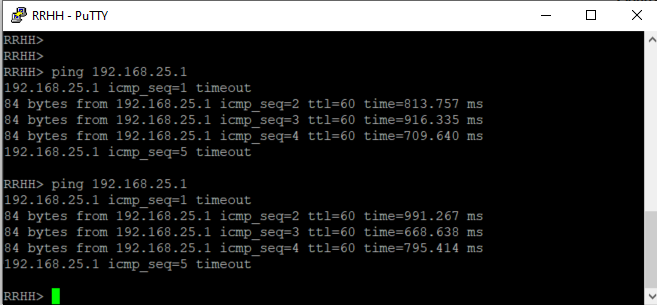 RRHH - PuTTY
RRHH>
RRHH>
RRHH> ping 192.168.25.1
192.168.25.1 icmp_seq=1 timeout
84 bytes from 192.168.25.1 icmp_seq=2 ttl=60 time=813.757 ms
84 bytes from 192.168.25.1 icmp_seq=3 ttl=60 time=916.335 ms
84 bytes from 192.168.25.1 icmp_seq=4 ttl=60 time=709.640 ms
192.168.25.1 icmp_seq=5 timeout
RRHH> ping 192.168.25.1
192.168.25.1 icmp_seq=1 timeout
84 bytes from 192.168.25.1 icmp_seq=2 ttl=60 time=991.267 ms
84 bytes from 192.168.25.1 icmp_seq=3 ttl=60 time=668.638 ms
84 bytes from 192.168.25.1 icmp_seq=4 ttl=60 time=795.414 ms
192.168.25.1 icmp_seq=5 timeout
RRHH>